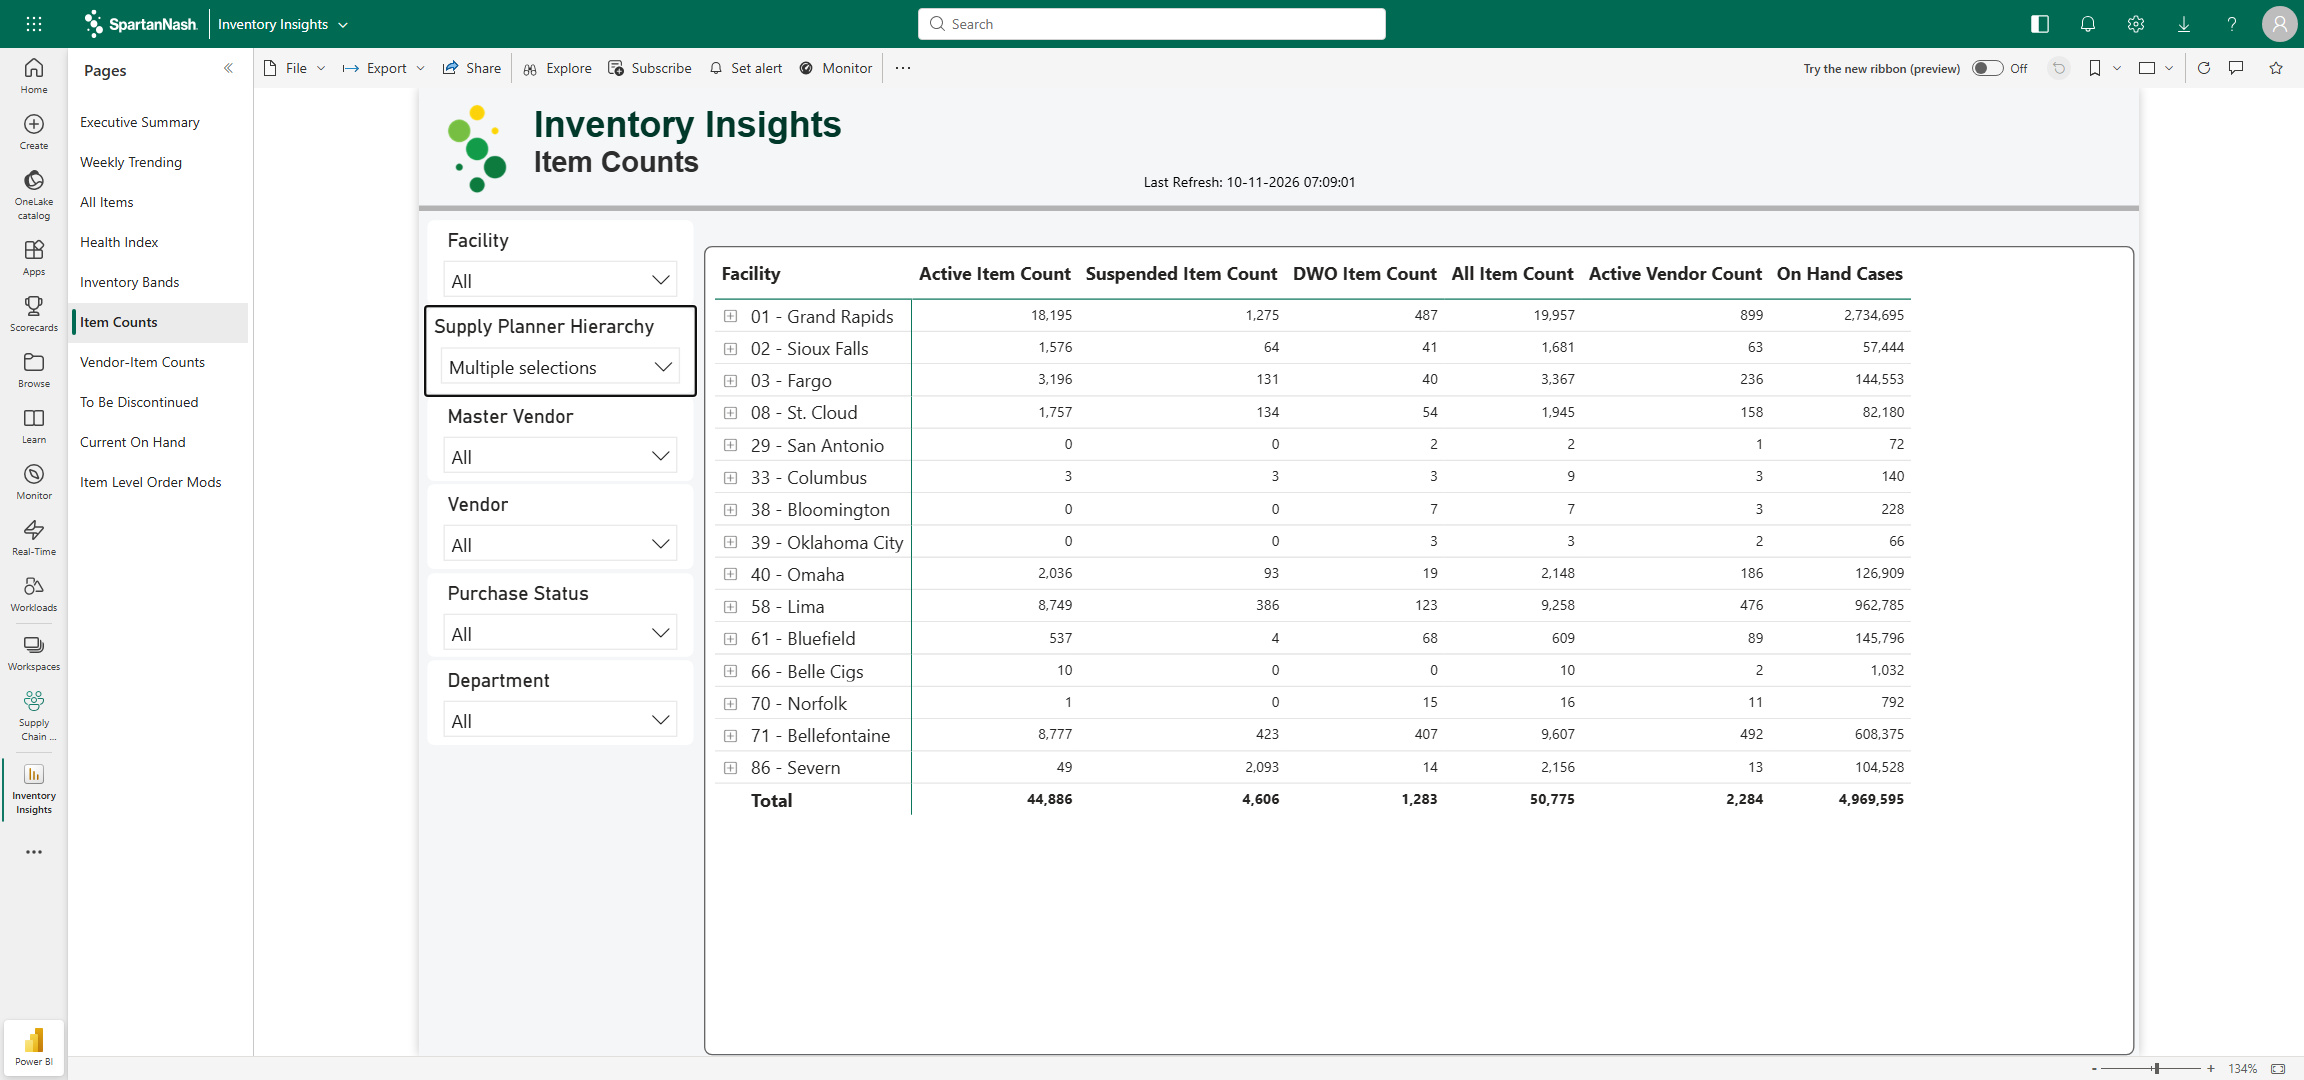 SpartanNash
Inventory Insights
Search
Home
Create
OneLake
catalog
Apps
Scorecards
Browse
Learn
Monitor
Real-Time
Workloads
Workspaces
Supply
Chain ...
Inventory
Insights
Power BI
Pages
Executive Summary
Weekly Trending
All Items
Health Index
Inventory Bands
Item Counts
Vendor-Item Counts
To Be Discontinued
Current On Hand
Item Level Order Mods
File Export Share Explore Subscribe Set alert Monitor ...
Try the new ribbon (preview) Off
Inventory Insights
Item Counts
Last Refresh: 10-11-2026 07:09:01
Facility
All
Supply Planner Hierarchy
Multiple selections
Master Vendor
All
Vendor
All
Purchase Status
All
Department
All
Facility Active Item Count Suspended Item Count DWO Item Count All Item Count Active Vendor Count On Hand Cases
01 - Grand Rapids 18,195 1,275 487 19,957 899 2,734,695
02 - Sioux Falls 1,576 64 41 1,681 63 57,444
03 - Fargo 3,196 131 40 3,367 236 144,553
08 - St. Cloud 1,757 134 54 1,945 158 82,180
29 - San Antonio 0 0 2 2 1 72
33 - Columbus 3 3 3 9 3 140
38 - Bloomington 0 0 7 7 3 228
39 - Oklahoma City 0 0 3 3 2 66
40 - Omaha 2,036 93 19 2,148 186 126,909
58 - Lima 8,749 386 123 9,258 476 962,785
61 - Bluefield 537 4 68 609 89 145,796
66 - Belle Cigs 10 0 0 10 2 1,032
70 - Norfolk 1 0 15 16 11 792
71 - Bellefontaine 8,777 423 407 9,607 492 608,375
86 - Severn 49 2,093 14 2,156 13 104,528
Total 44,886 4,606 1,283 50,775 2,284 4,969,595
- + 134%